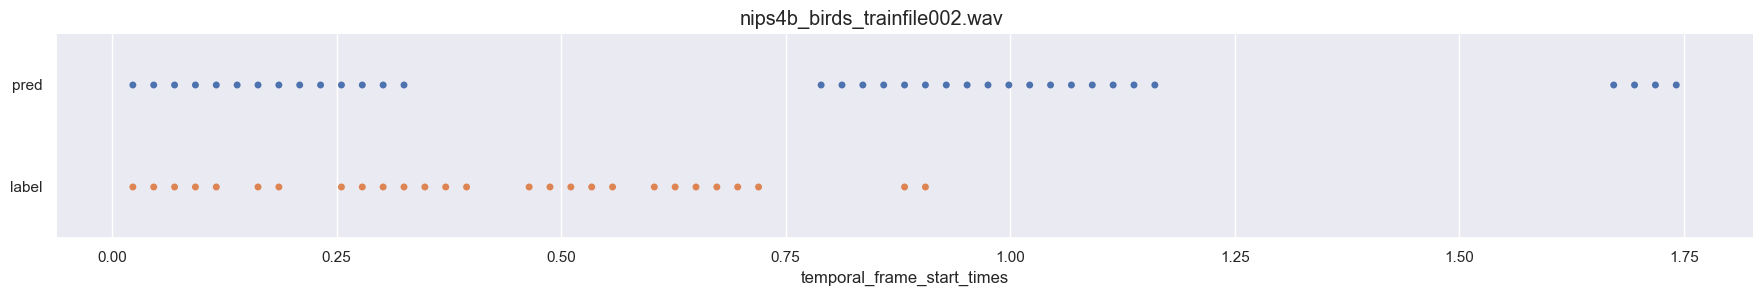 nips4b_birds_trainfile002.wav
pred
label
0.00 0.25 0.50 0.75 1.00 1.25 1.50 1.75
temporal_frame_start_times